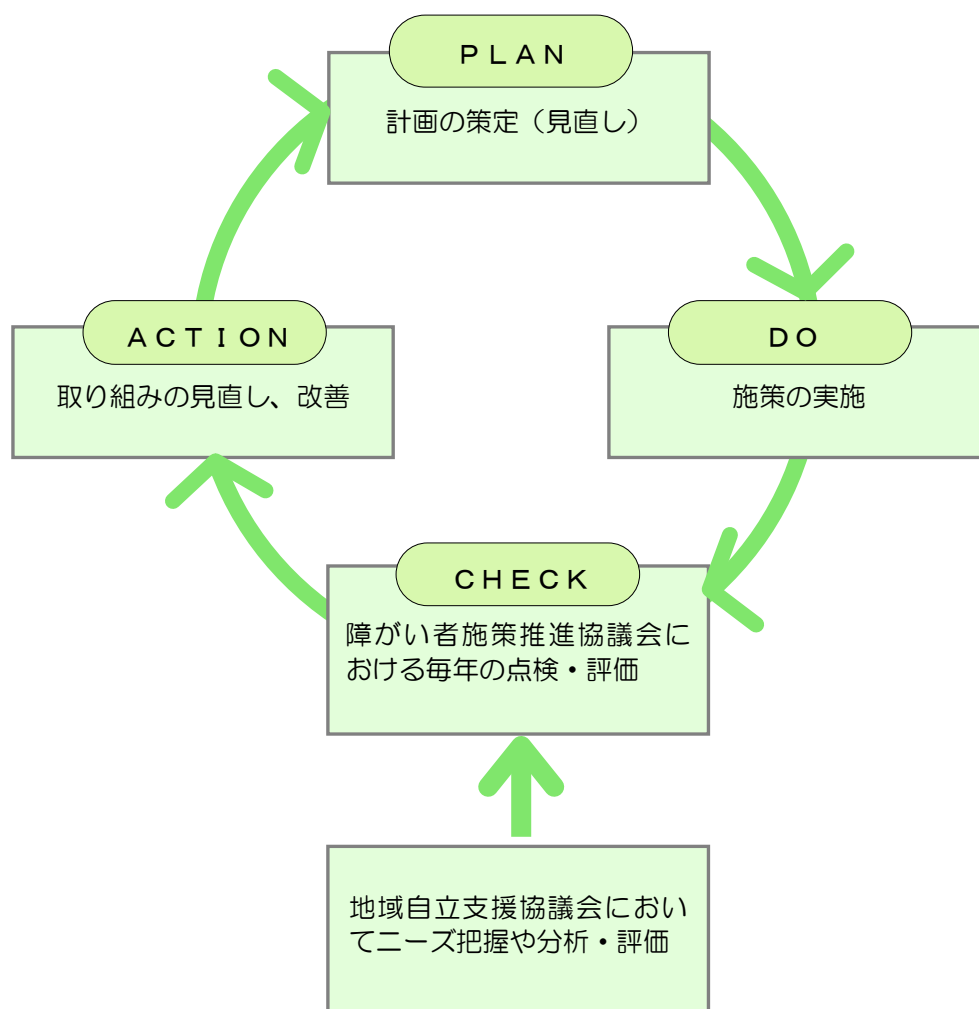 ＰＬＡＮ
計画の策定（見直し）
ＡＣＴＩＯＮ
取り組みの見直し、改善
ＤＯ
施策の実施
ＣＨＥＣＫ
障がい者施策推進協議会に
おける毎年の点検・評価
地域自立支援協議会におい
てニーズ把握や分析・評価